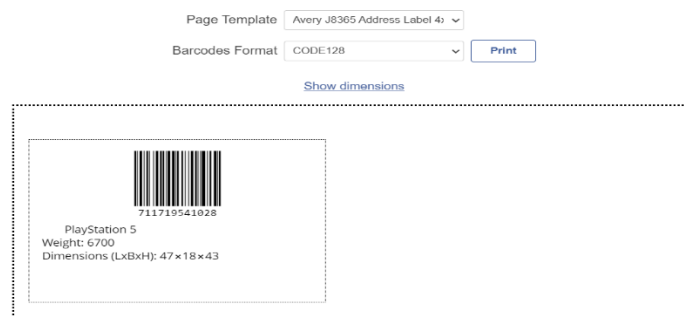 Page Template Avery J8365 Address Label 4
Barcodes Format CODE128 Print
Show dimensions
711719541028
PlayStation 5
Weight: 6700
Dimensions (LxBxH): 47×18×43